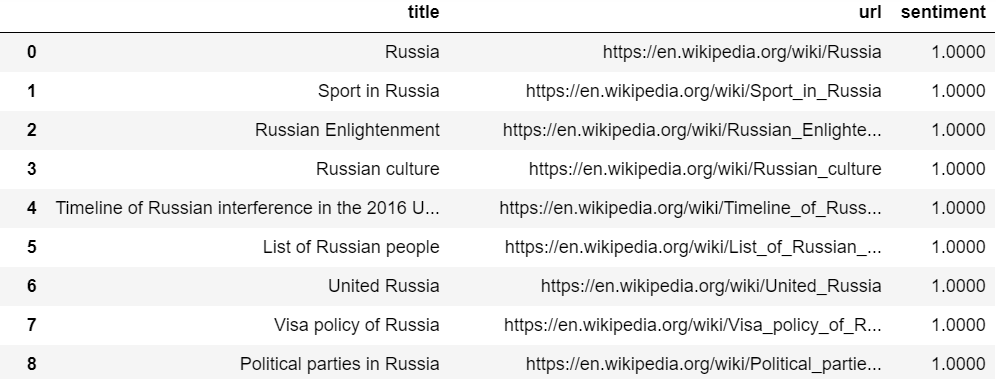 title url sentiment
0 Russia https://en.wikipedia.org/wiki/Russia 1.0000
1 Sport in Russia https://en.wikipedia.org/wiki/Sport_in_Russia 1.0000
2 Russian Enlightenment https://en.wikipedia.org/wiki/Russian_Enlighte... 1.0000
3 Russian culture https://en.wikipedia.org/wiki/Russian_culture 1.0000
4 Timeline of Russian interference in the 2016 U... https://en.wikipedia.org/wiki/Timeline_of_Russ... 1.0000
5 List of Russian people https://en.wikipedia.org/wiki/List_of_Russian_... 1.0000
6 United Russia https://en.wikipedia.org/wiki/United_Russia 1.0000
7 Visa policy of Russia https://en.wikipedia.org/wiki/Visa_policy_of_R... 1.0000
8 Political parties in Russia https://en.wikipedia.org/wiki/Political_partie... 1.0000